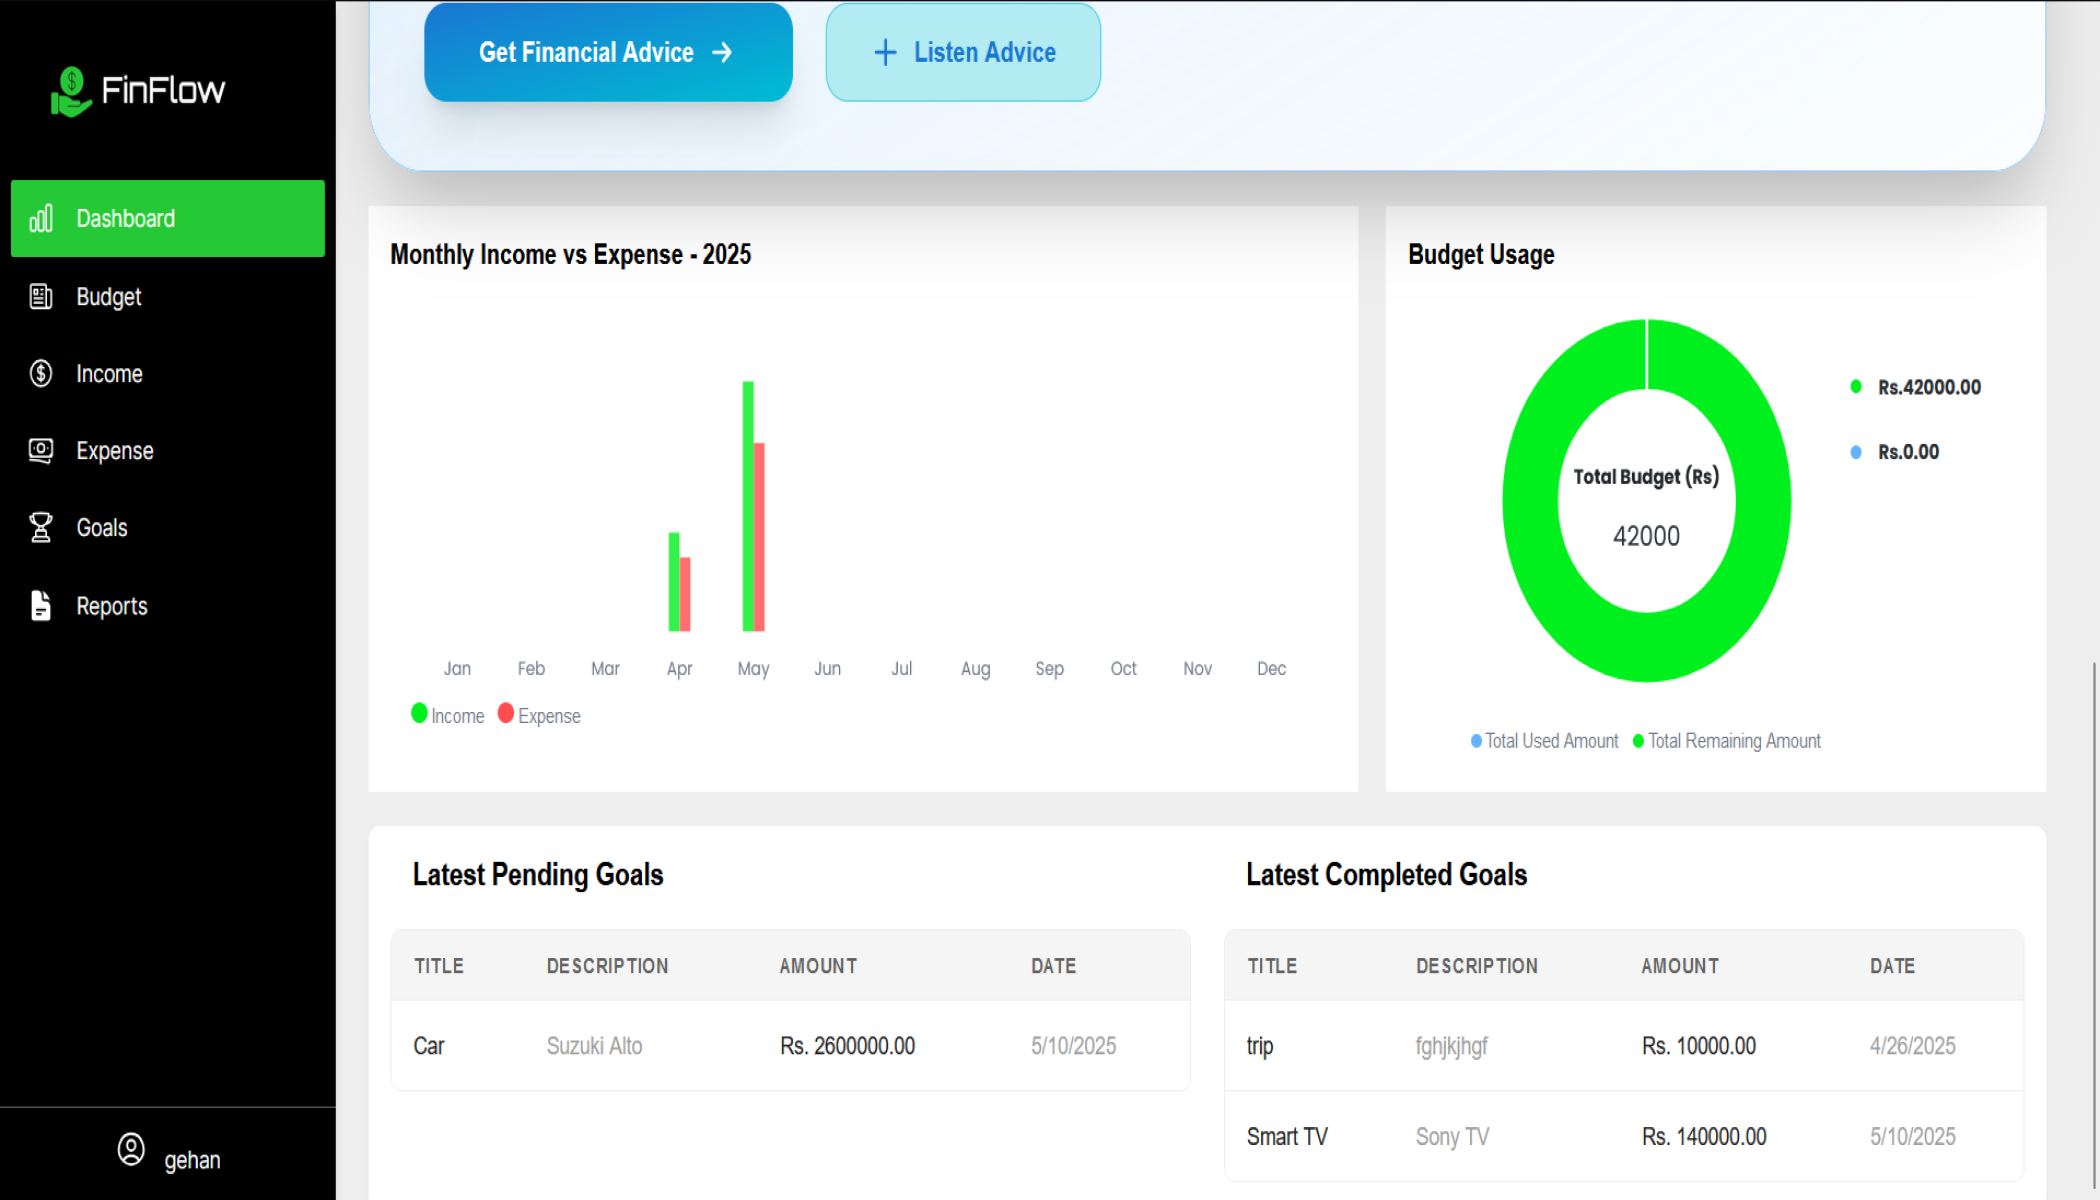 FinFlow
Dashboard
Budget
Income
Expense
Goals
Reports
gehan
Get Financial Advice →
+ Listen Advice
Monthly Income vs Expense - 2025
Jan Feb Mar Apr May Jun Jul Aug Sep Oct Nov Dec
Income Expense
Budget Usage
Rs.42000.00
Rs.0.00
Total Budget (Rs)
42000
Total Used Amount Total Remaining Amount
Latest Pending Goals
TITLE DESCRIPTION AMOUNT DATE
Car Suzuki Alto Rs. 2600000.00 5/10/2025
Latest Completed Goals
TITLE DESCRIPTION AMOUNT DATE
trip fghjkjhgf Rs. 10000.00 4/26/2025
Smart TV Sony TV Rs. 140000.00 5/10/2025